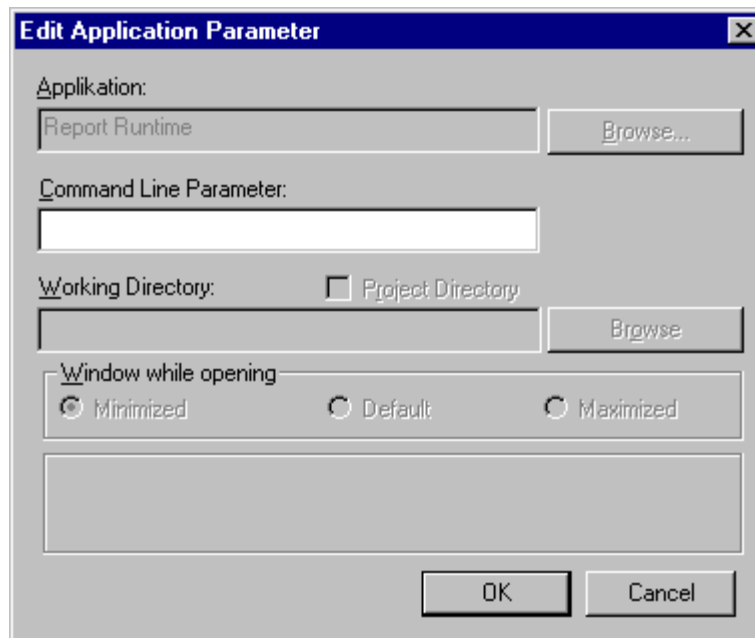 Edit Application Parameter
Applikation:
Report Runtime
Browse...
Command Line Parameter:
Working Directory:
Project Directory
Browse
Window while opening
Minimized
Default
Maximized
OK
Cancel